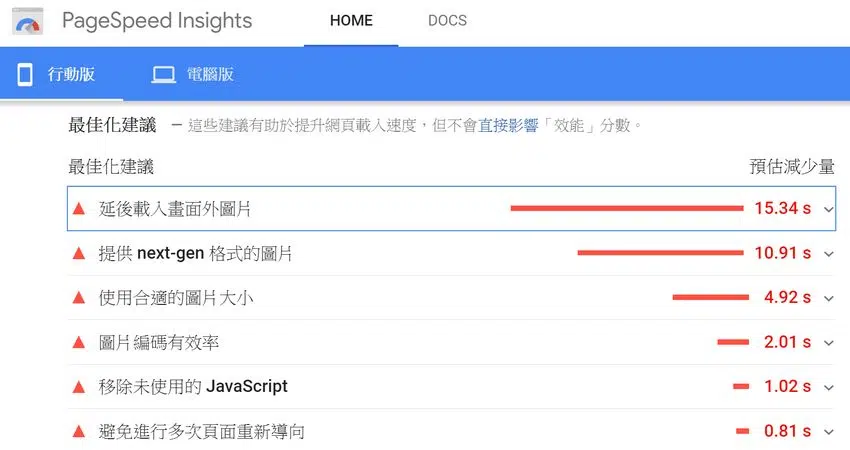 PageSpeed Insights HOME DOCS
行動版 電腦版
最佳化建議 — 這些建議有助於提升網頁載入速度，但不會直接影響「效能」分數。
最佳化建議 預估減少量
延後載入畫面外圖片 15.34 s
提供 next-gen 格式的圖片 10.91 s
使用合適的圖片大小 4.92 s
圖片編碼有效率 2.01 s
移除未使用的 JavaScript 1.02 s
避免進行多次頁面重新導向 0.81 s